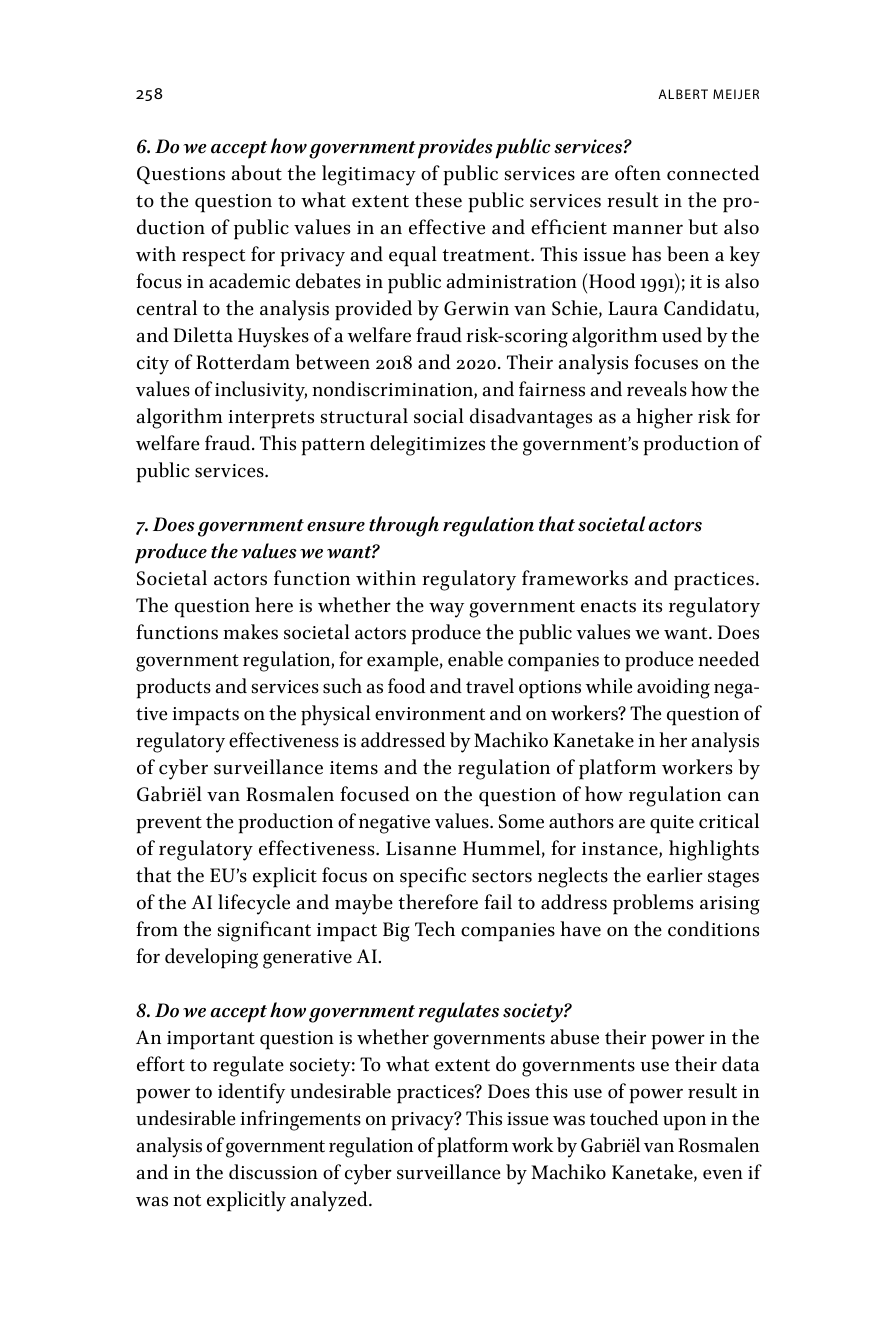 258
ALBERT MEIJER
6. Do we accept how government provides public services?
Questions about the legitimacy of public services are often connected
to the question to what extent these public services result in the pro-
duction of public values in an effective and efficient manner but also
with respect for privacy and equal treatment. This issue has been a key
focus in academic debates in public administration (Hood 1991); it is also
central to the analysis provided by Gerwin van Schie, Laura Candidatu,
and Diletta Huyskes of a welfare fraud risk-scoring algorithm used by the
city of Rotterdam between 2018 and 2020. Their analysis focuses on the
values of inclusivity, nondiscrimination, and fairness and reveals how the
algorithm interprets structural social disadvantages as a higher risk for
welfare fraud. This pattern delegitimizes the government’s production of
public services.
7. Does government ensure through regulation that societal actors
produce the values we want?
Societal actors function within regulatory frameworks and practices.
The question here is whether the way government enacts its regulatory
functions makes societal actors produce the public values we want. Does
government regulation, for example, enable companies to produce needed
products and services such as food and travel options while avoiding nega-
tive impacts on the physical environment and on workers? The question of
regulatory effectiveness is addressed by Machiko Kanetake in her analysis
of cyber surveillance items and the regulation of platform workers by
Gabriël van Rosmalen focused on the question of how regulation can
prevent the production of negative values. Some authors are quite critical
of regulatory effectiveness. Lisanne Hummel, for instance, highlights
that the EU’s explicit focus on specific sectors neglects the earlier stages
of the AI lifecycle and maybe therefore fail to address problems arising
from the significant impact Big Tech companies have on the conditions
for developing generative AI.
8. Do we accept how government regulates society?
An important question is whether governments abuse their power in the
effort to regulate society: To what extent do governments use their data
power to identify undesirable practices? Does this use of power result in
undesirable infringements on privacy? This issue was touched upon in the
analysis of government regulation of platform work by Gabriël van Rosmalen
and in the discussion of cyber surveillance by Machiko Kanetake, even if
was not explicitly analyzed.